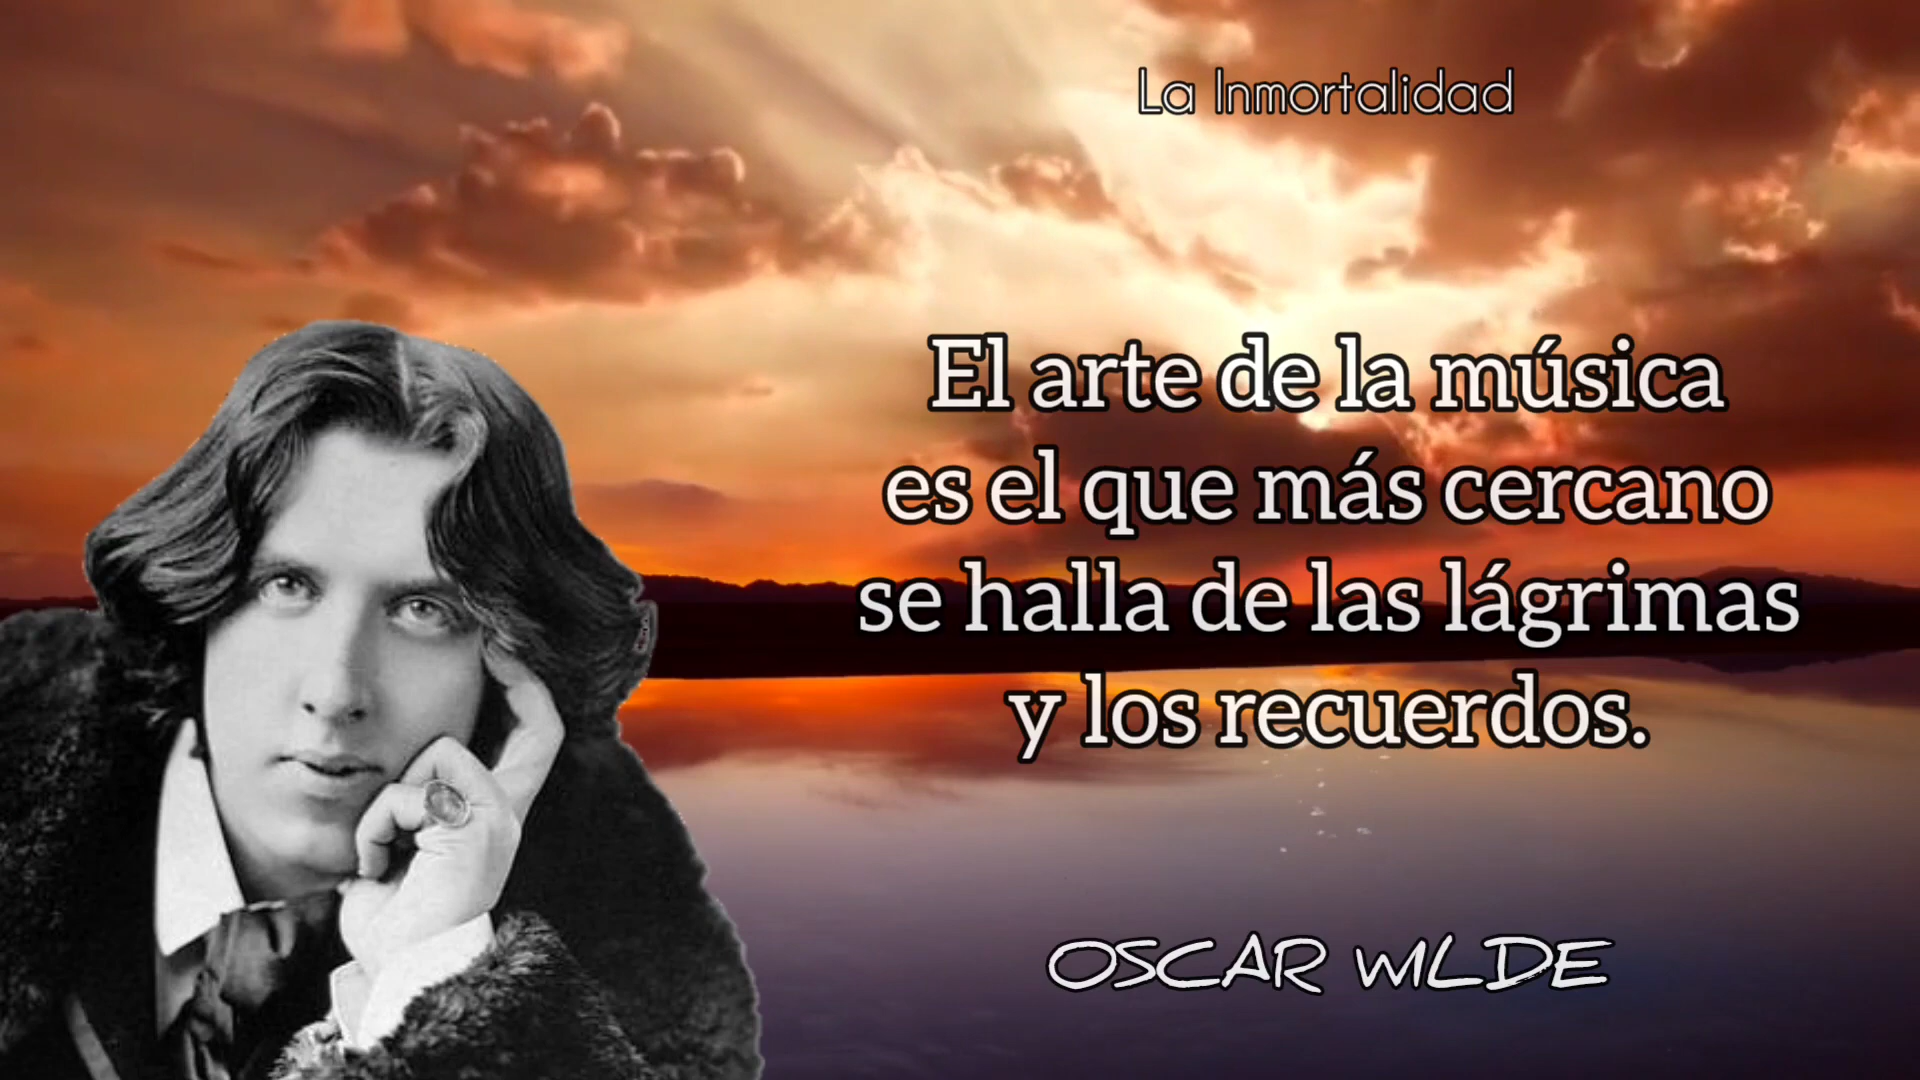 La Inmortalidad
El arte de la música
es el que más cercano
se halla de las lágrimas
y los recuerdos.
OSCAR WILDE